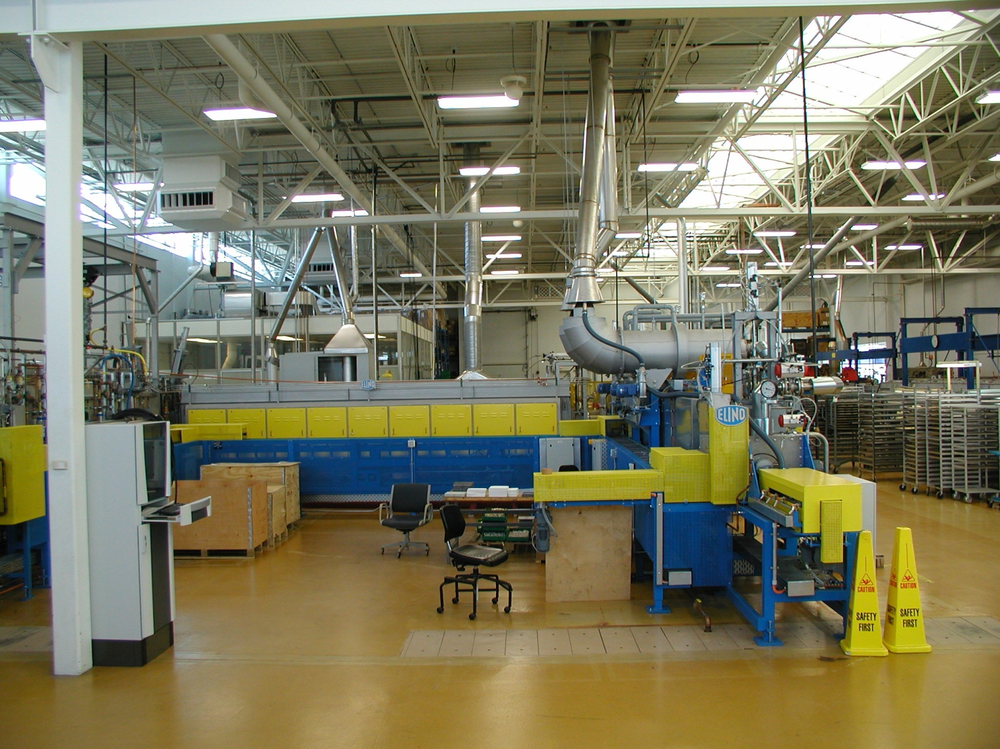 ELINO
ELINO
CAUTION
SAFETY
FIRST
CAUTION
SAFETY
FIRST